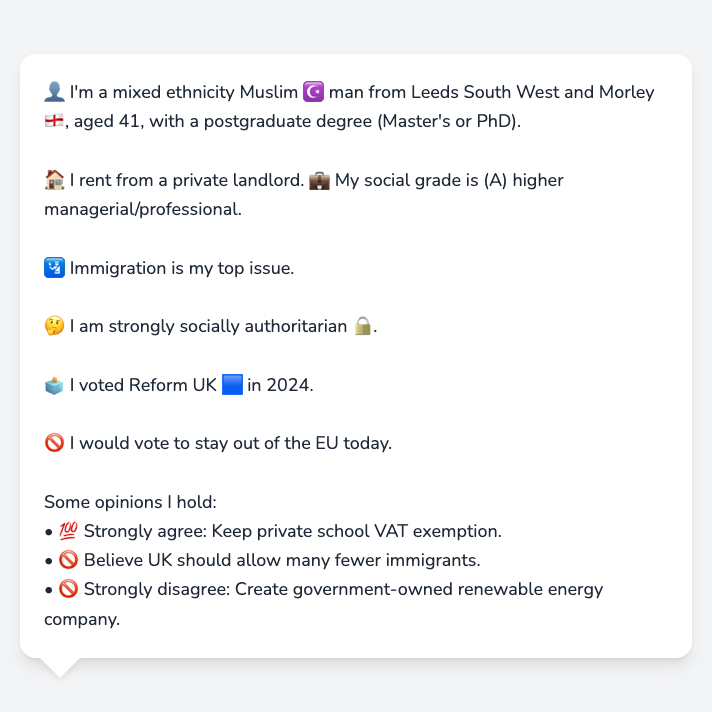 👤 I'm a mixed ethnicity Muslim ☪️ man from Leeds South West and Morley
🏴󠁧󠁢󠁥󠁮󠁧󠁿, aged 41, with a postgraduate degree (Master's or PhD).
🏠 I rent from a private landlord. 💼 My social grade is (A) higher
managerial/professional.
🛂 Immigration is my top issue.
🤔 I am strongly socially authoritarian 🔒.
🗳️ I voted Reform UK 🟦 in 2024.
🚫 I would vote to stay out of the EU today.
Some opinions I hold:
• 💯 Strongly agree: Keep private school VAT exemption.
• 🚫 Believe UK should allow many fewer immigrants.
• 🚫 Strongly disagree: Create government-owned renewable energy
company.